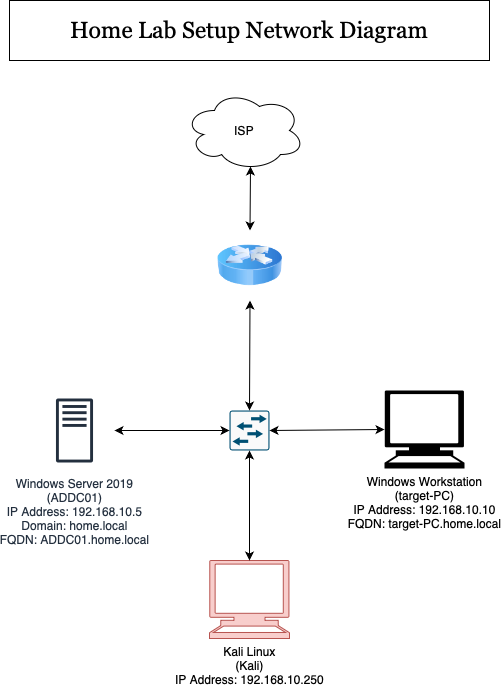 Home Lab Setup Network Diagram
ISP
Windows Server 2019
(ADDC01)
IP Address: 192.168.10.5
Domain: home.local
FQDN: ADDC01.home.local
Windows Workstation
(target-PC)
IP Address: 192.168.10.10
FQDN: target-PC.home.local
Kali Linux
(Kali)
IP Address: 192.168.10.250